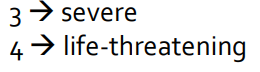 3 → severe
4 → life-threatening